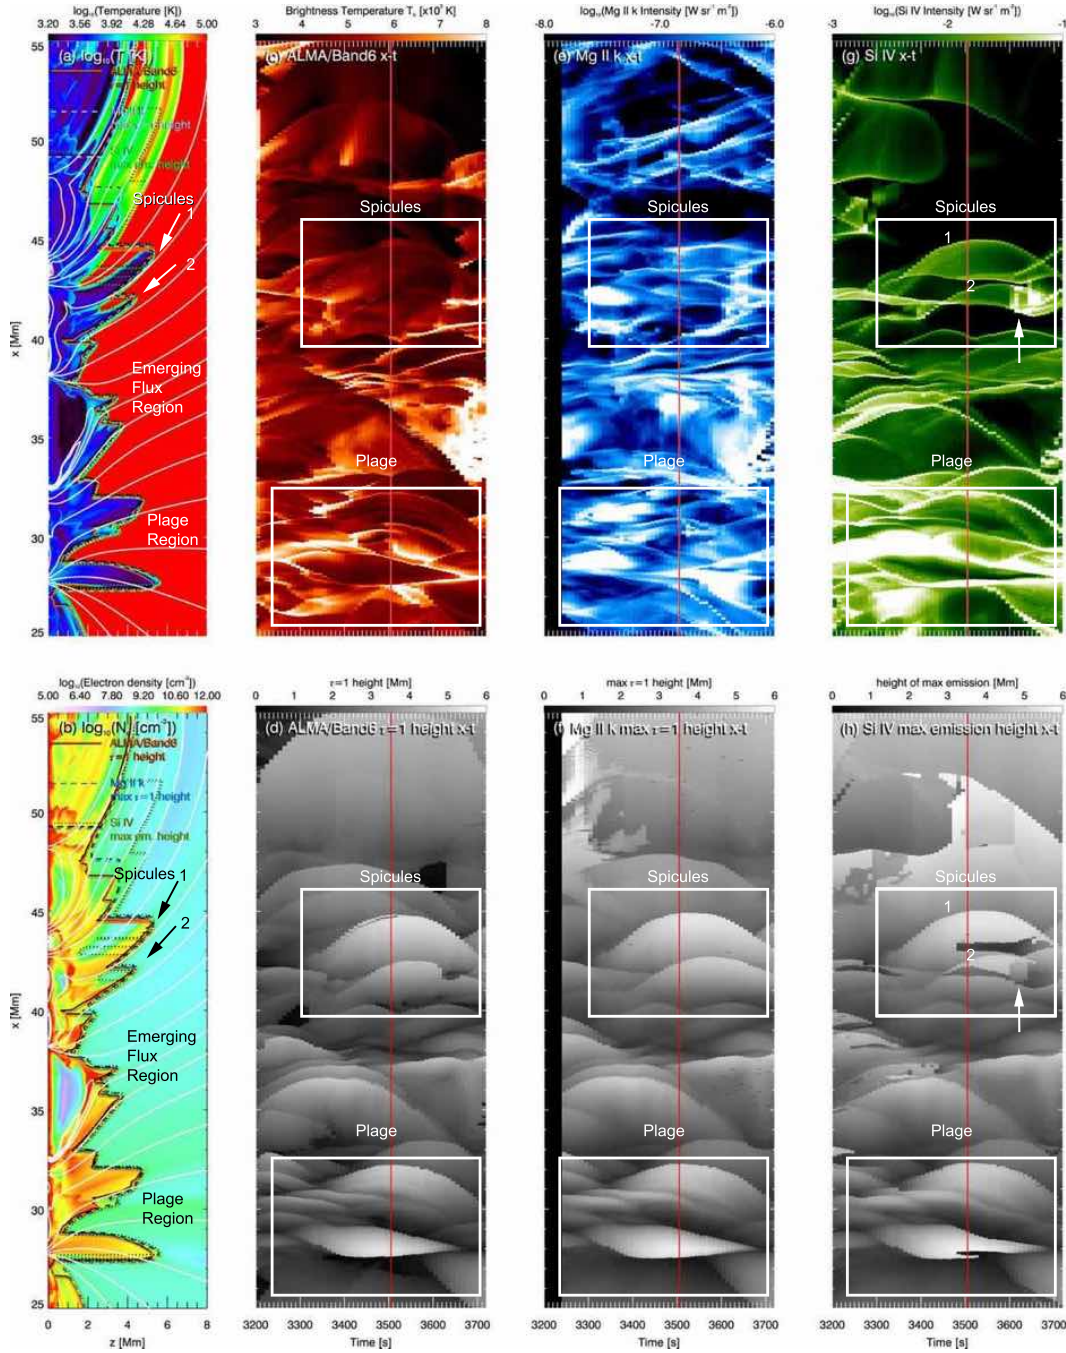 log₁₀(Temperature [K])
3.20 3.56 3.92 4.28 4.64 5.00
Brightness Temperature Tb [x10³ K]
3 4 5 6 7 8
log₁₀(Mg II k Intensity [W sr⁻¹ m⁻²])
-8.0 -7.0 -6.0
log₁₀(Si IV Intensity [W sr⁻¹ m⁻²])
-3 -2 -1
(a) log₁₀(T [K])
ALMA/Band6
τ=1 height
Mg II k
max τ=1 height
Si IV
max em. height
Spicules
1
2
Emerging
Flux
Region
Plage
Region
55
50
45
40
35
30
25
x [Mm]
(c) ALMA/Band6 x-t
Spicules
Plage
(e) Mg II k x-t
Spicules
Plage
(g) Si IV x-t
Spicules
1
2
Plage
log₁₀(Electron density [cm⁻³])
5.00 6.40 7.80 9.20 10.60 12.00
τ=1 height [Mm]
0 1 2 3 4 5 6
max τ=1 height [Mm]
0 1 2 3 4 5 6
height of max emission [Mm]
0 1 2 3 4 5 6
(b) log₁₀(Nₑ [cm⁻³])
ALMA/Band6
τ=1 height
Mg II k
max τ=1 height
Si IV
max em. height
Spicules
1
2
Emerging
Flux
Region
Plage
Region
55
50
45
40
35
30
25
x [Mm]
0 2 4 6 8
z [Mm]
(d) ALMA/Band6 τ=1 height x-t
Spicules
Plage
3200 3300 3400 3500 3600 3700
Time [s]
(f) Mg II k max τ=1 height x-t
Spicules
Plage
3200 3300 3400 3500 3600 3700
Time [s]
(h) Si IV max emission height x-t
Spicules
1
2
Plage
3200 3300 3400 3500 3600 3700
Time [s]